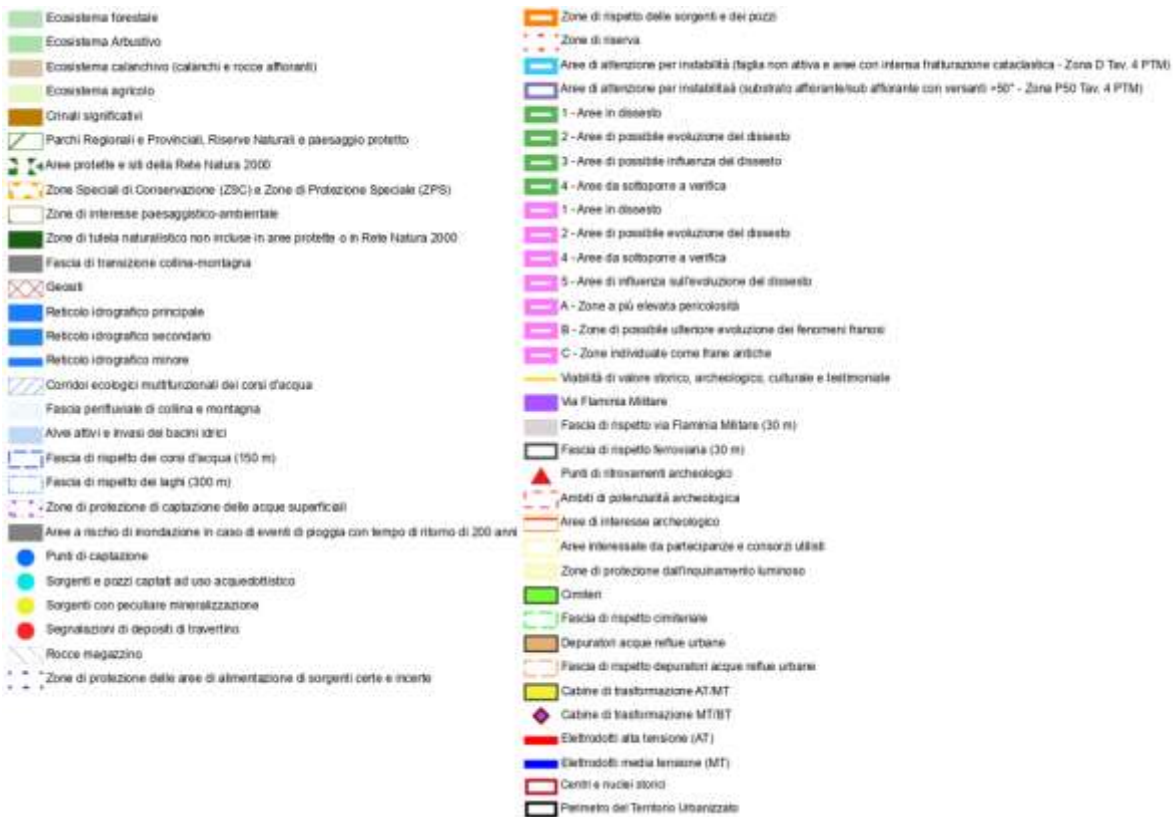 Ecosistema forestale
Ecosistema Arbustivo
Ecosistema calanchivo (calanchi e rocce affioranti)
Ecosistema agricolo
Crinali significativi
Parchi Regionali e Provinciali, Riserve Naturali e paesaggio protetto
Aree protette e siti della Rete Natura 2000
Zone Speciali di Conservazione (ZSC) e Zone di Protezione Speciale (ZPS)
Zone di interesse paesaggistico-ambientale
Zone di tutela naturalistico non incluse in aree protette o in Rete Natura 2000
Fascia di transizione collina-montagna
Geositi
Reticolo idrografico principale
Reticolo idrografico secondario
Reticolo idrografico minore
Corridoi ecologici multifunzionali dei corsi d'acqua
Fascia perifluviale di collina e montagna
Alvei attivi e invasi dei bacini idrici
Fascia di rispetto dei corsi d'acqua (150 m)
Fascia di rispetto dei laghi (300 m)
Zone di protezione di captazione delle acque superficiali
Aree a rischio di inondazione in caso di eventi di pioggia con tempo di ritorno di 200 anni
Punti di captazione
Sorgenti e pozzi captati ad uso acquedottistico
Sorgenti con peculiare mineralizzazione
Segnalazioni di depositi di travertino
Rocce magazzino
Zone di protezione delle aree di alimentazione di sorgenti certe e incerte
Zone di rispetto delle sorgenti e dei pozzi
Zone di riserva
Aree di attenzione per instabilità (faglia non attiva e aree con intensa fratturazione cataclastica - Zona D Tav. 4 PTM)
Aree di attenzione per instabilitaà (substrato affiorante/sub affiorante con versanti >50° - Zona P50 Tav. 4 PTM)
1 - Aree in dissesto
2 - Aree di possibile evoluzione del dissesto
3 - Aree di possibile influenza del dissesto
4 - Aree da sottoporre a verifica
1 - Aree in dissesto
2 - Aree di possibile evoluzione del dissesto
4 - Aree da sottoporre a verifica
5 - Aree di influenza sull'evoluzione del dissesto
A - Zone a più elevata pericolosità
B - Zone di possibile ulteriore evoluzione dei fenomeni franosi
C - Zone individuate come frane antiche
Viabilità di valore storico, archeologico, culturale e testimoniale
Via Flaminia Militare
Fascia di rispetto via Flaminia Militare (30 m)
Fascia di rispetto ferroviaria (30 m)
Punti di ritrovamenti archeologici
Ambiti di potenzialità archeologica
Aree di interesse archeologico
Aree interessate da partecipanze e consorzi utilisti
Zone di protezione dall'inquinamento luminoso
Cimiteri
Fascia di rispetto cimiteriale
Depuratori acque reflue urbane
Fascia di rispetto depuratori acque reflue urbane
Cabine di trasformazione AT/MT
Cabine di trasformazione MT/BT
Elettrodotti alta tensione (AT)
Elettrodotti media tensione (MT)
Centri e nuclei storici
Perimetro del Territorio Urbanizzato